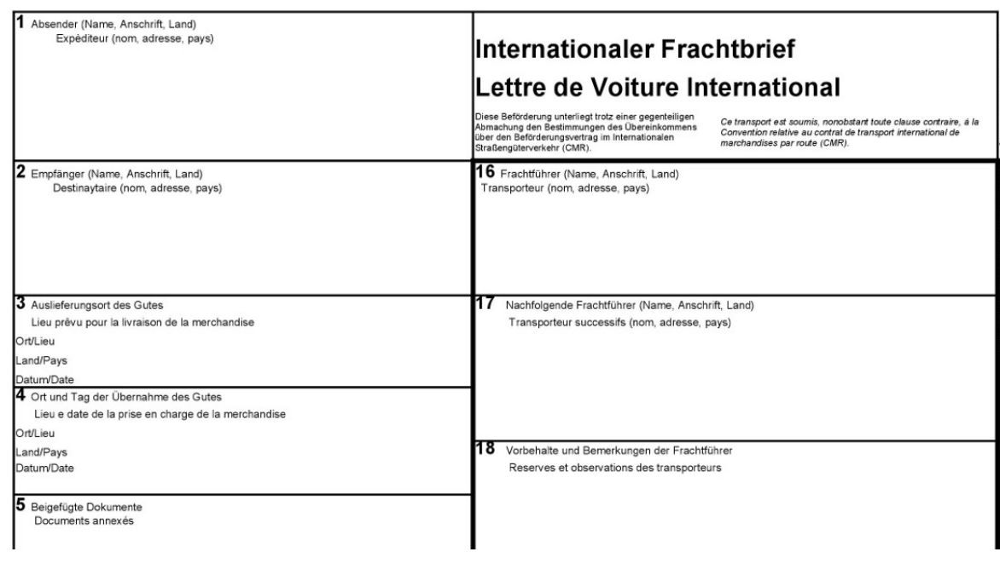 1 Absender (Name, Anschrift, Land)
Expéditeur (nom, adresse, pays)
Internationaler Frachtbrief
Lettre de Voiture International
Diese Beförderung unterliegt trotz einer gegenteiligen
Abmachung den Bestimmungen des Übereinkommens
über den Beförderungsvertrag im Internationalen
Straßengüterverkehr (CMR).
Ce transport est soumis, nonobstant toute clause contraire, á la
Convention relative au contrat de transport international de
marchandises par route (CMR).
2 Empfänger (Name, Anschrift, Land)
Destinaytaire (nom, adresse, pays)
16 Frachtführer (Name, Anschrift, Land)
Transporteur (nom, adresse, pays)
3 Auslieferungsort des Gutes
Lieu prêvu pour la livraison de la merchandise
Ort/Lieu
Land/Pays
Datum/Date
17 Nachfolgende Frachtführer (Name, Anschrift, Land)
Transporteur successifs (nom, adresse, pays)
4 Ort und Tag der Übernahme des Gutes
Lieu e date de la prise en charge de la merchandise
Ort/Lieu
Land/Pays
Datum/Date
18 Vorbehalte und Bemerkungen der Frachtführer
Reserves et observations des transporteurs
5 Beigefügte Dokumente
Documents annexés